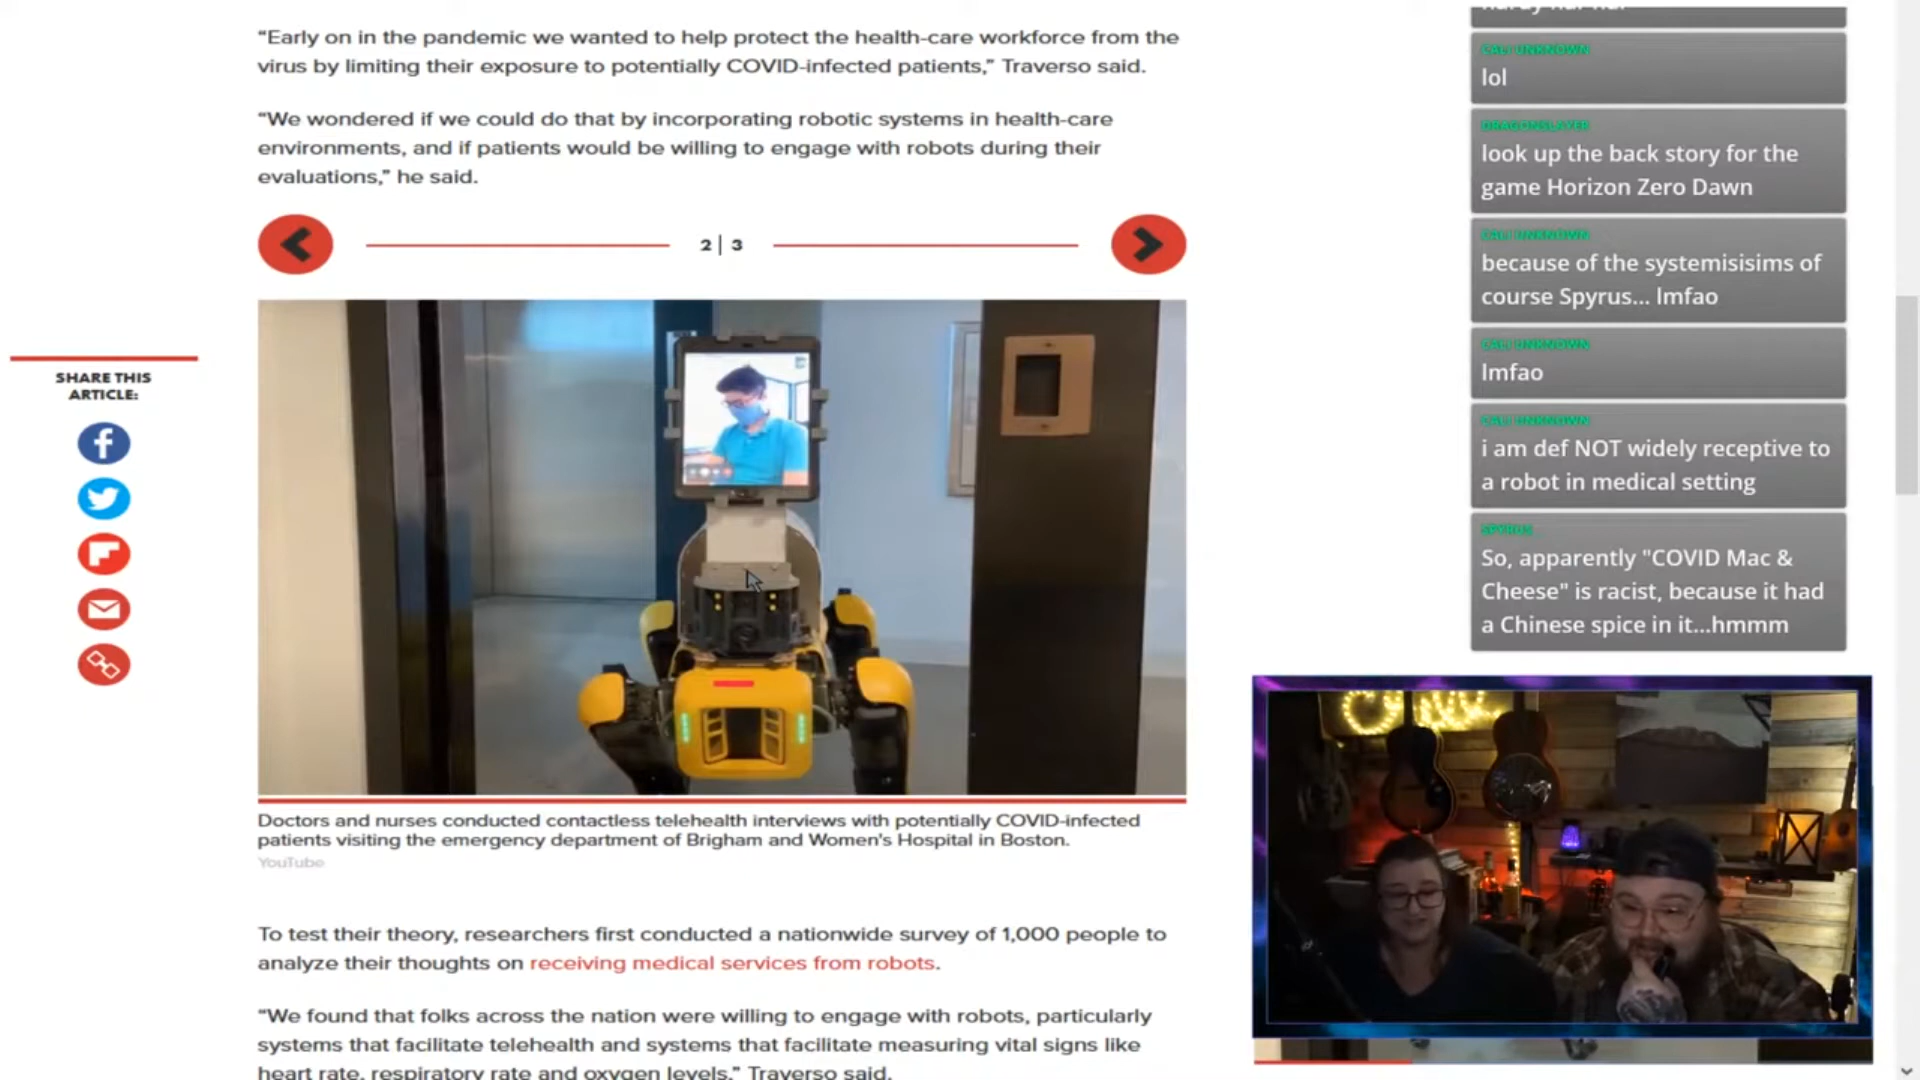 “Early on in the pandemic we wanted to help protect the health-care workforce from the
virus by limiting their exposure to potentially COVID-infected patients,” Traverso said.
“We wondered if we could do that by incorporating robotic systems in health-care
environments, and if patients would be willing to engage with robots during their
evaluations,” he said.
2 | 3
SHARE THIS
ARTICLE:
Doctors and nurses conducted contactless telehealth interviews with potentially COVID-infected
patients visiting the emergency department of Brigham and Women's Hospital in Boston.
YouTube
To test their theory, researchers first conducted a nationwide survey of 1,000 people to
analyze their thoughts on receiving medical services from robots.
“We found that folks across the nation were willing to engage with robots, particularly
systems that facilitate telehealth and systems that facilitate measuring vital signs like
heart rate, respiratory rate and oxygen levels,” Traverso said.
CALI UNKNOWN
lol
DRAGONSLAYER
look up the back story for the
game Horizon Zero Dawn
CALI UNKNOWN
because of the systemisisims of
course Spyrus... lmfao
CALI UNKNOWN
lmfao
CALI UNKNOWN
i am def NOT widely receptive to
a robot in medical setting
SPYRUS
So, apparently "COVID Mac &
Cheese" is racist, because it had
a Chinese spice in it...hmmm